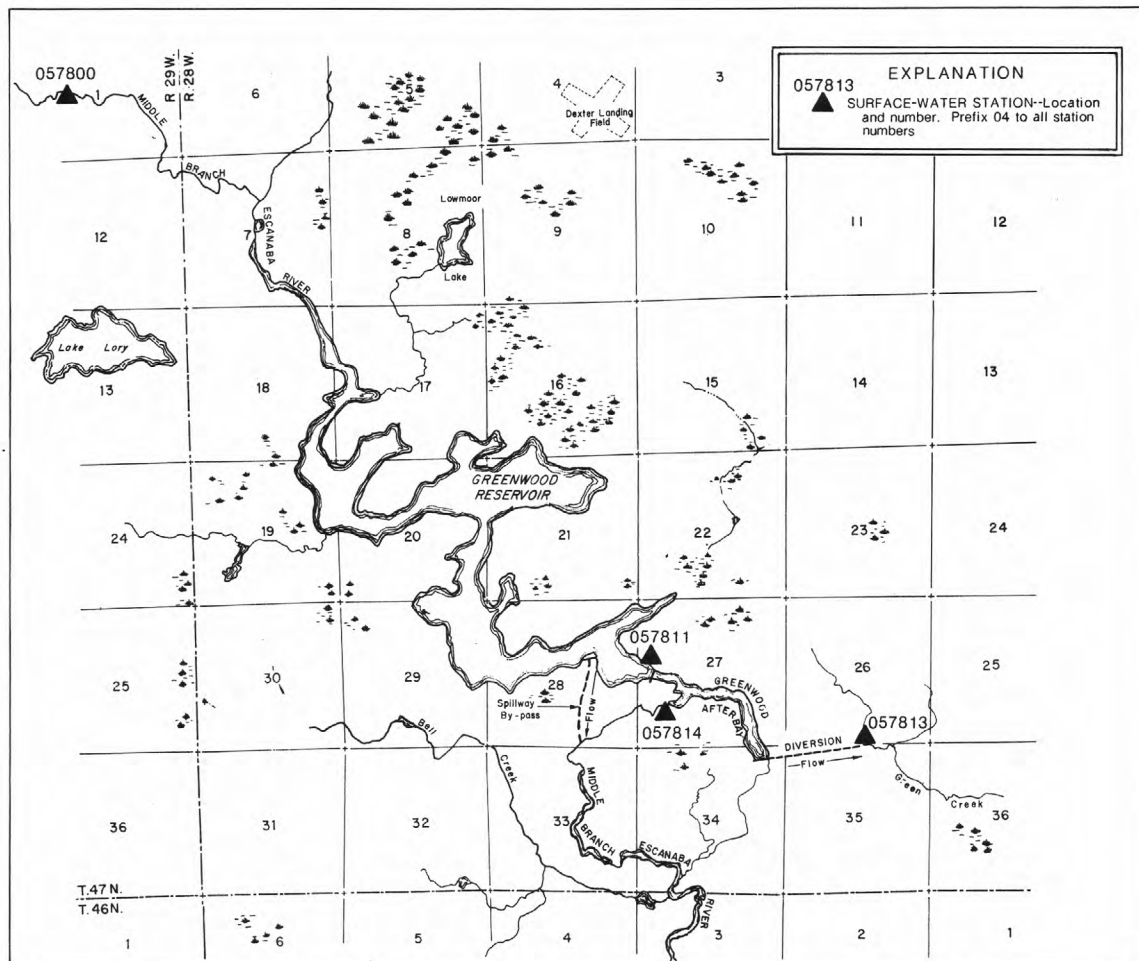 057800
1
R. 29 W.
R. 28 W.
6
5
4
Dexter Landing
Field
3
EXPLANATION
057813
SURFACE-WATER STATION--Location
and number. Prefix 04 to all station
numbers
MIDDLE
BRANCH
ESCANABA
RIVER
12
7
8
Lowmoor
Lake
9
10
11
12
Lake Lory
13
18
17
16
15
14
13
GREENWOOD
RESERVOIR
24
19
20
21
22
23
24
057811
25
30
29
28
27
26
25
GREENWOOD
AFTERBAY
Spillway
By-pass
Flow
057814
057813
DIVERSION
Flow
Bell
Creek
G-een
Creek
MIDDLE
BRANCH
ESCANABA
RIVER
36
31
32
33
34
35
36
T. 47 N.
T. 46 N.
1
6
5
4
3
2
1